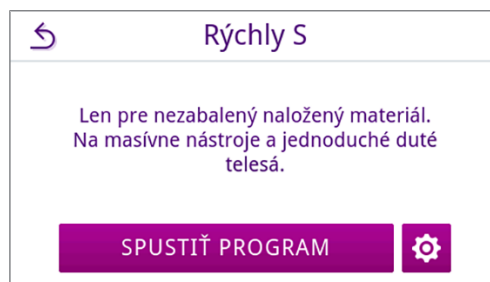 Rýchly S
Len pre nezabalený naložený materiál.
Na masívne nástroje a jednoduché duté
telesá.
SPUSTIŤ PROGRAM